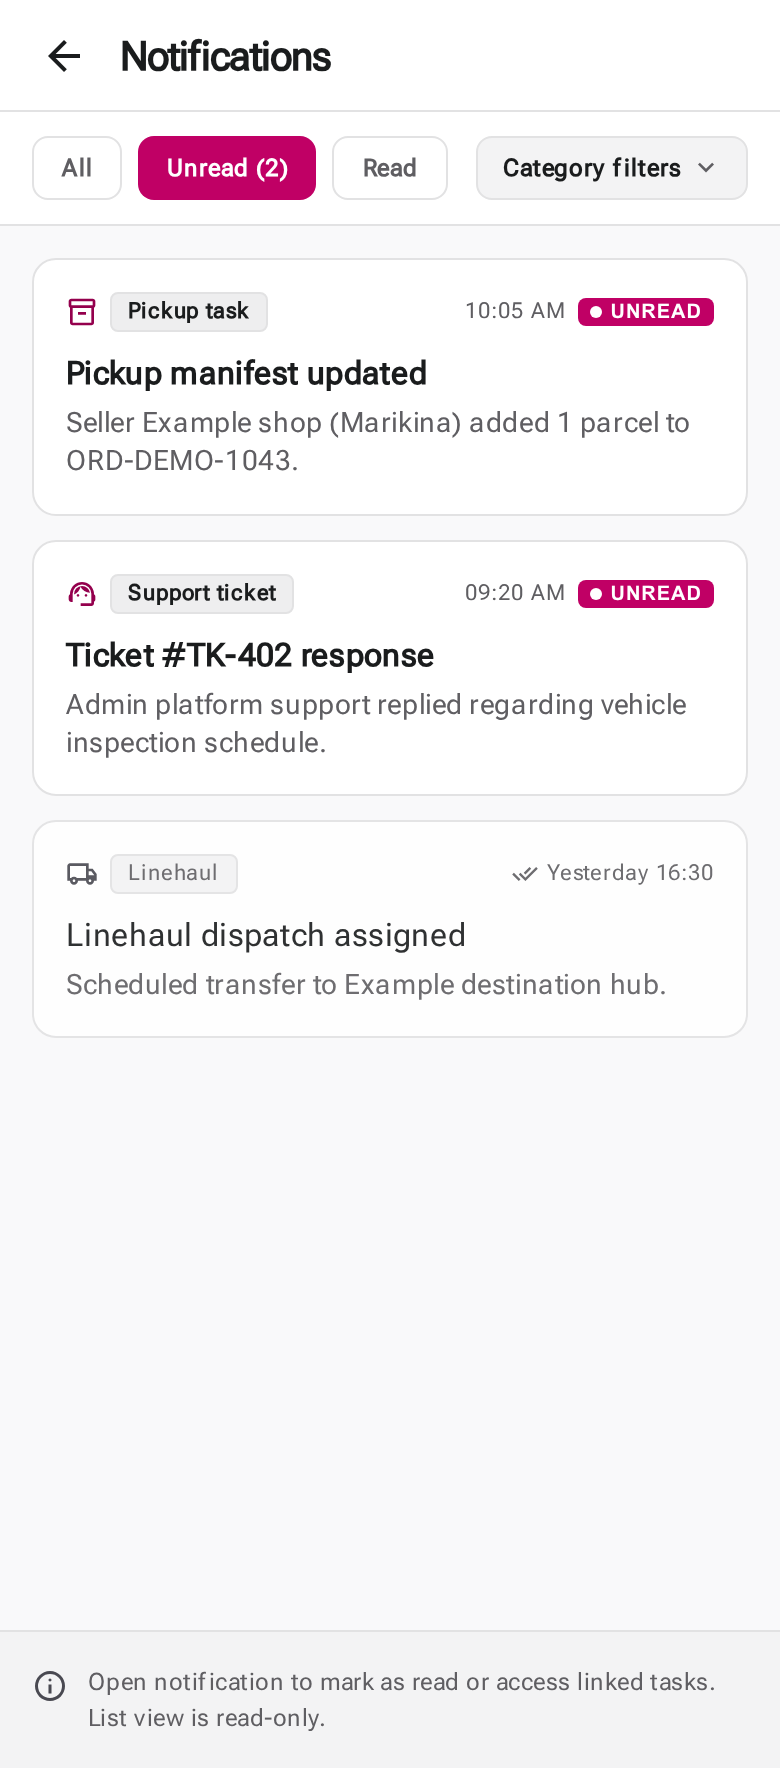 Notifications
All
Unread (2)
Read
Category filters
Pickup task
10:05 AM
UNREAD
Pickup manifest updated
Seller Example shop (Marikina) added 1 parcel to
ORD-DEMO-1043.
Support ticket
09:20 AM
UNREAD
Ticket #TK-402 response
Admin platform support replied regarding vehicle
inspection schedule.
Linehaul
Yesterday 16:30
Linehaul dispatch assigned
Scheduled transfer to Example destination hub.
Open notification to mark as read or access linked tasks.
List view is read-only.